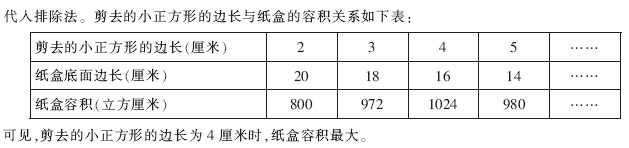 代入排除法。剪去的小正方形的边长与纸盒的容积关系如下表:
剪去的小正方形的边长(厘米) 2 3 4 5 ……
纸盒底面边长(厘米) 20 18 16 14 ……
纸盒容积(立方厘米) 800 972 1024 980 ……
可见,剪去的小正方形的边长为 4 厘米时,纸盒容积最大。